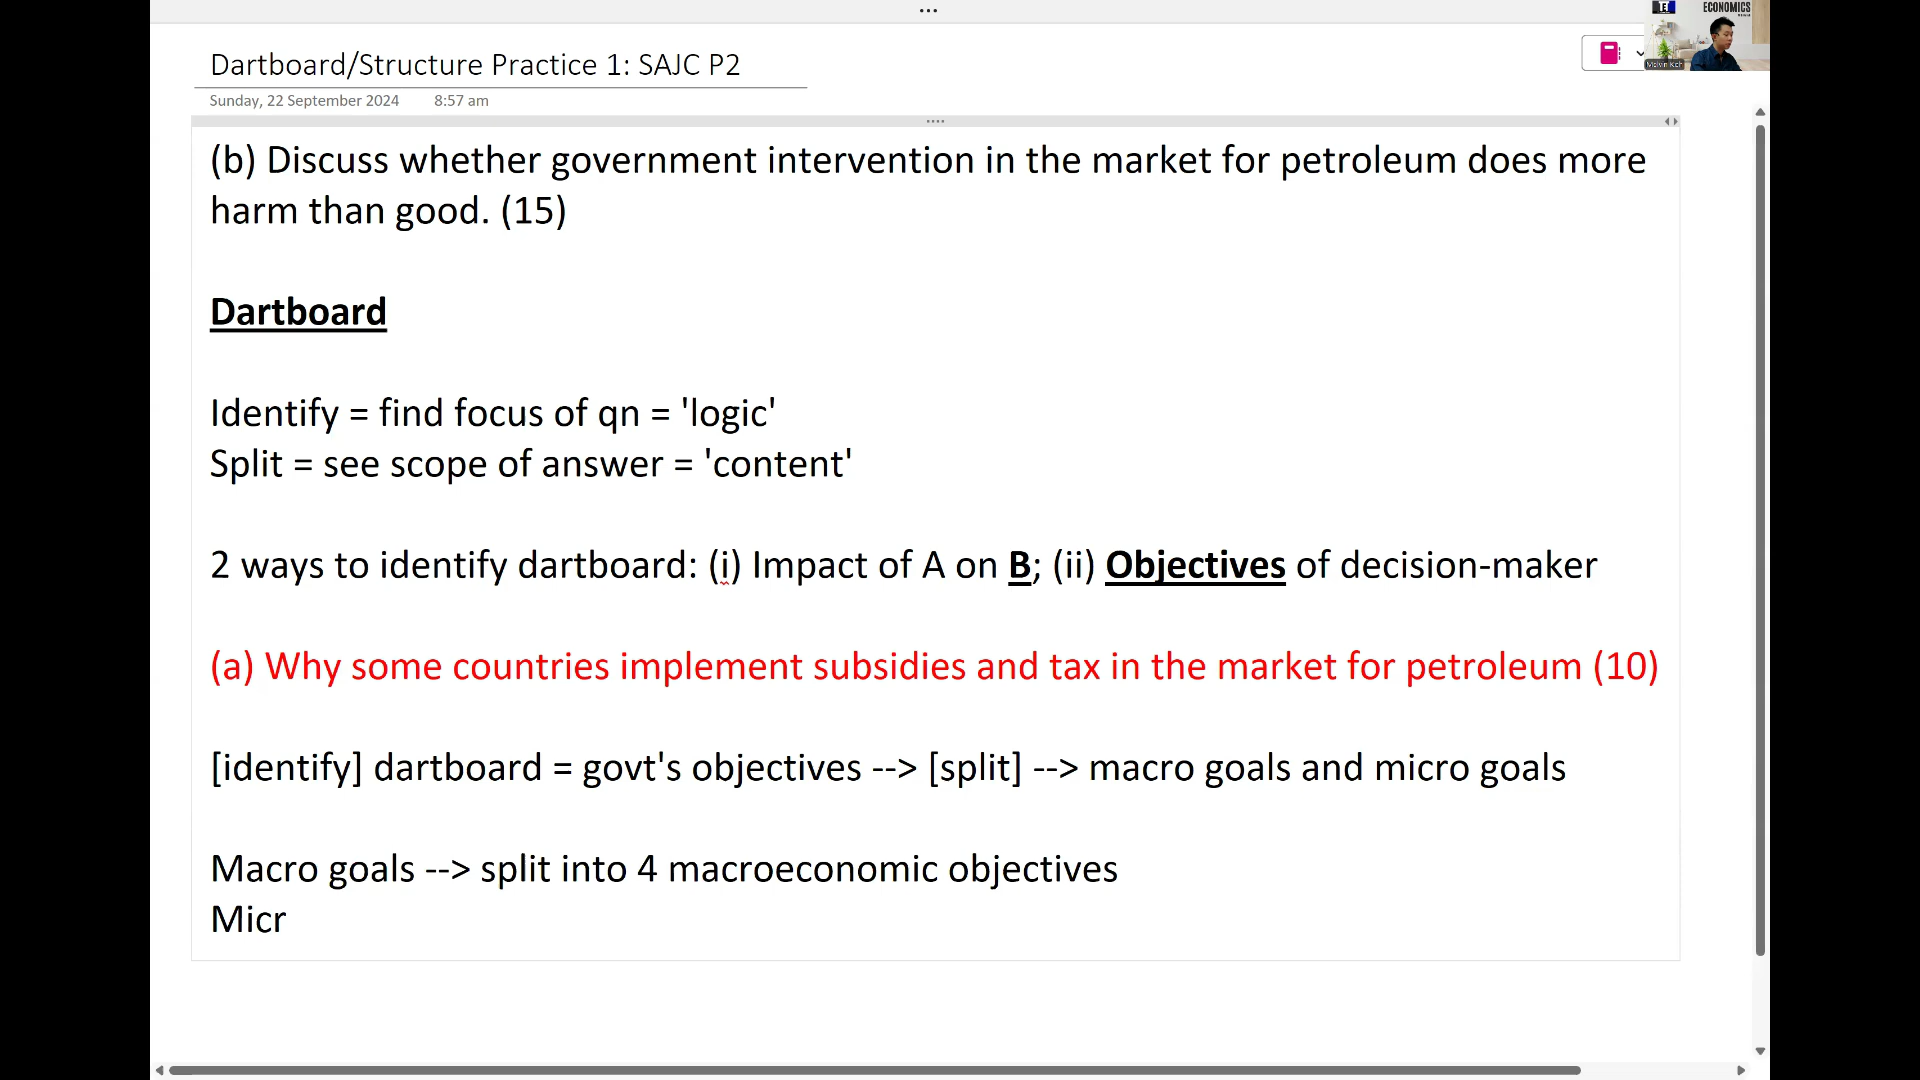 ...
ECONOMICS
Dartboard/Structure Practice 1: SAJC P2
Melvin Koh
Sunday, 22 September 2024 8:57 am
(b) Discuss whether government intervention in the market for petroleum does more
harm than good. (15)
Dartboard
Identify = find focus of qn = 'logic'
Split = see scope of answer = 'content'
2 ways to identify dartboard: (i) Impact of A on B; (ii) Objectives of decision-maker
(a) Why some countries implement subsidies and tax in the market for petroleum (10)
[identify] dartboard = govt's objectives --> [split] --> macro goals and micro goals
Macro goals --> split into 4 macroeconomic objectives
Micr